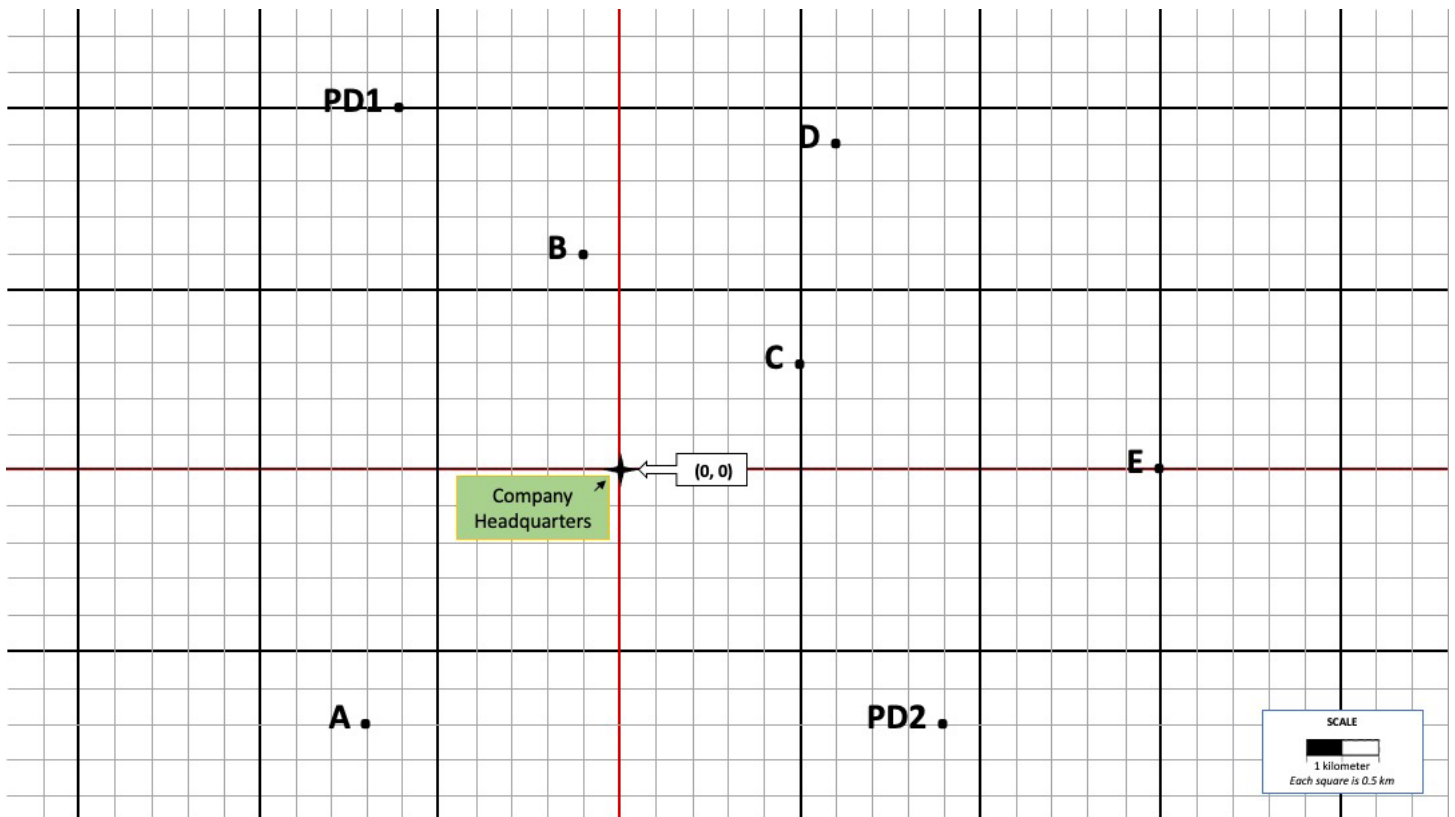 PD1
D
B
C
E
(0, 0)
Company
Headquarters
A
PD2
SCALE
1 kilometer
Each square is 0.5 km